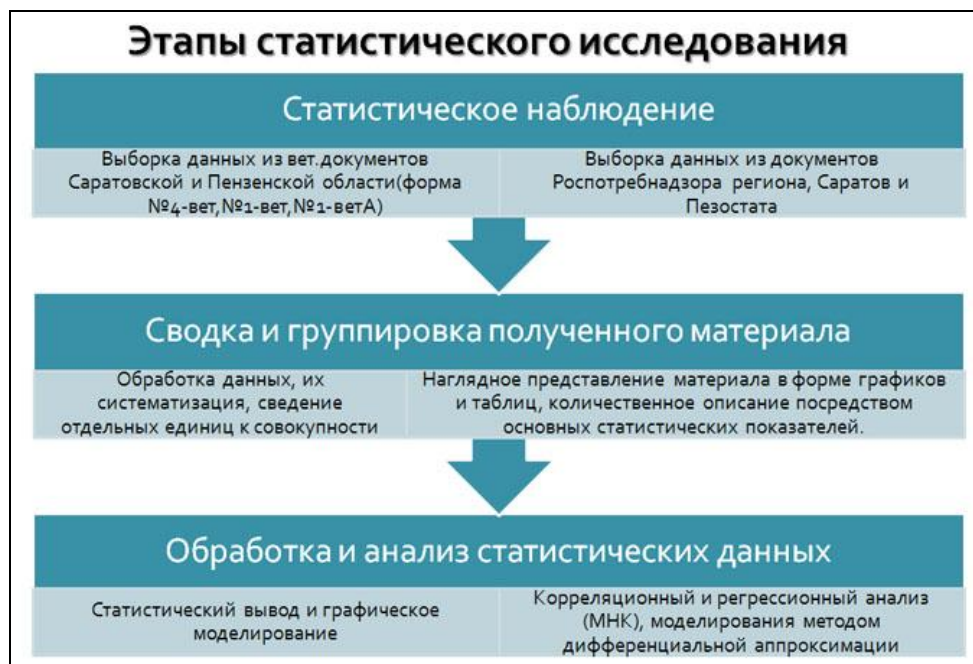 Этапы статистического исследования
Статистическое наблюдение
Выборка данных из вет.документов
Саратовской и Пензенской области(форма
№4-вет,№1-вет,№1-ветА)
Выборка данных из документов
Роспотребнадзора региона, Саратов и
Пезостата
Сводка и группировка полученного материала
Обработка данных, их
систематизация, сведение
отдельных единиц к совокупности
Наглядное представление материала в форме графиков
и таблиц, количественное описание посредством
основных статистических показателей.
Обработка и анализ статистических данных
Статистический вывод и графическое
моделирование
Корреляционный и регрессионный анализ
(МНК), моделирования методом
дифференциальной аппроксимации